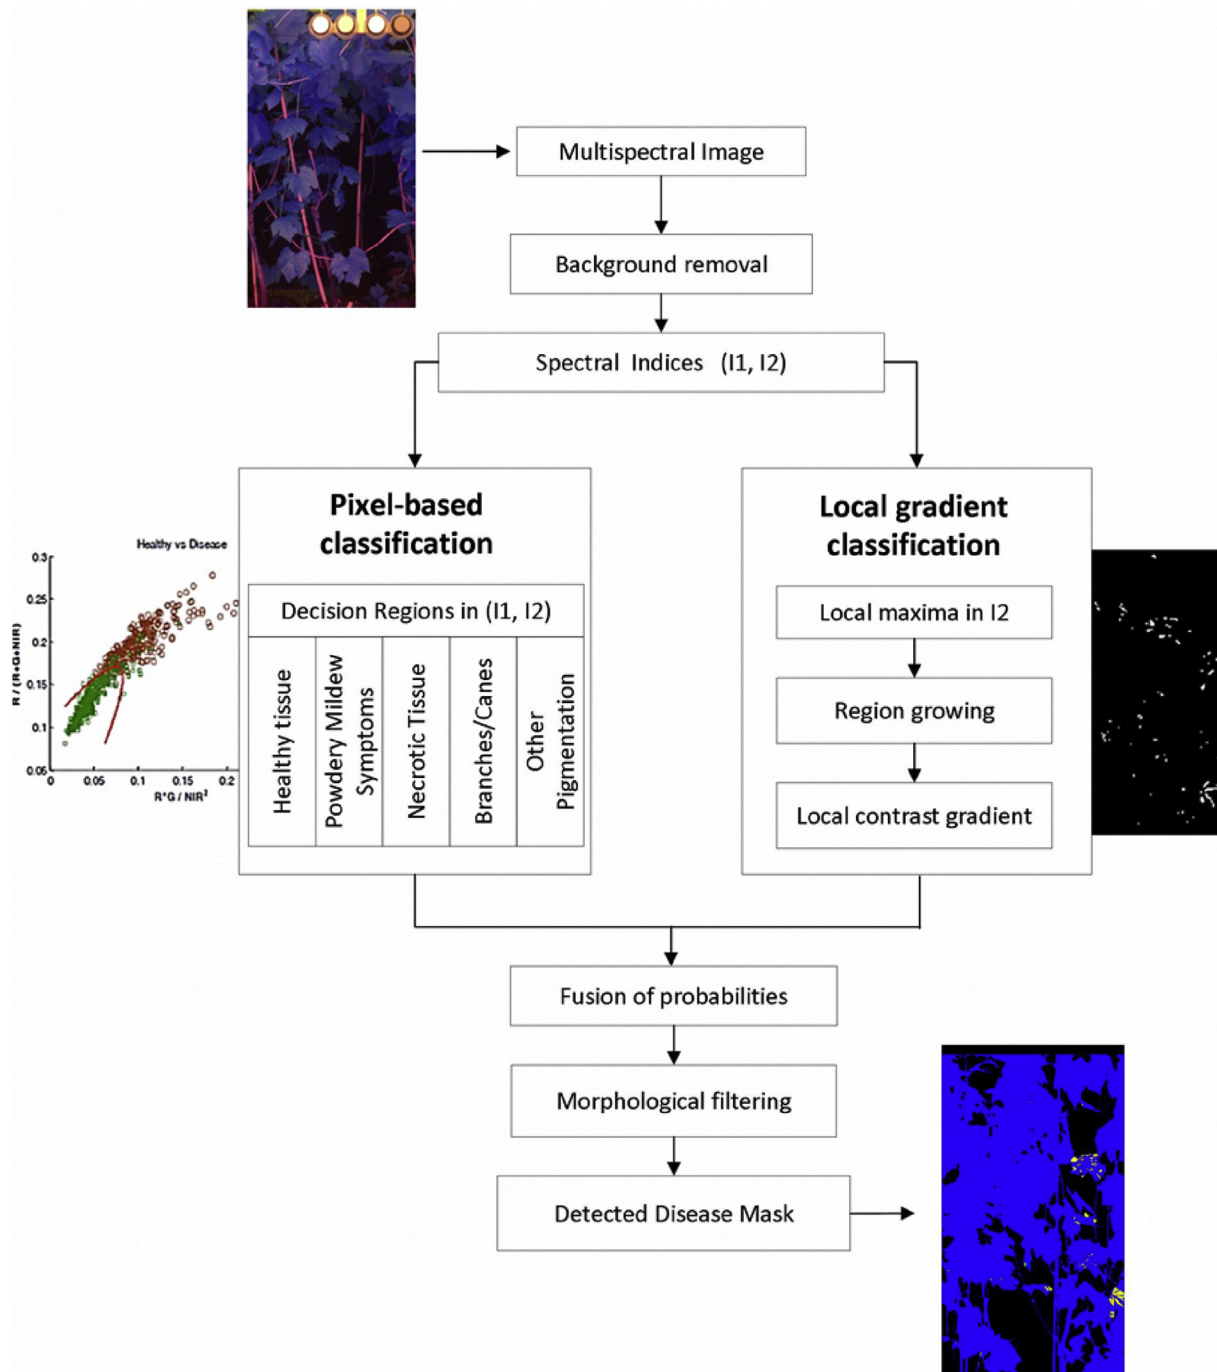 Multispectral Image
Background removal
Spectral Indices (I1, I2)
Pixel-based
classification
Decision Regions in (I1, I2)
Healthy tissue
Powdery Mildew
Symptoms
Necrotic Tissue
Branches/Canes
Other
Pigmentation
Healthy vs Disease
0.3
0.25
0.2
0.15
0.1
0.05
R / (R+G+NIR)
0
0.05
0.10
0.15
0.2
R*G / NIR²
Local gradient
classification
Local maxima in I2
Region growing
Local contrast gradient
Fusion of probabilities
Morphological filtering
Detected Disease Mask